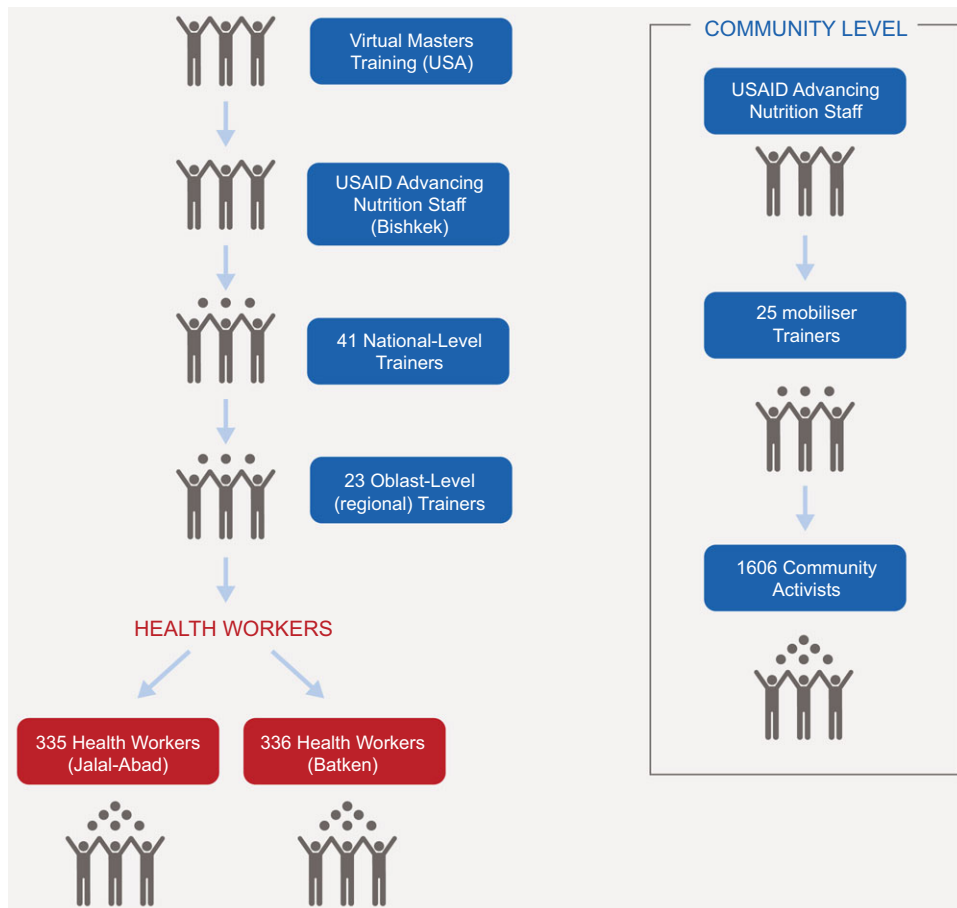 Virtual Masters
Training (USA)
USAID Advancing
Nutrition Staff
(Bishkek)
41 National-Level
Trainers
23 Oblast-Level
(regional) Trainers
HEALTH WORKERS
335 Health Workers
(Jalal-Abad)
336 Health Workers
(Batken)
COMMUNITY LEVEL
USAID Advancing
Nutrition Staff
25 mobiliser
Trainers
1606 Community
Activists